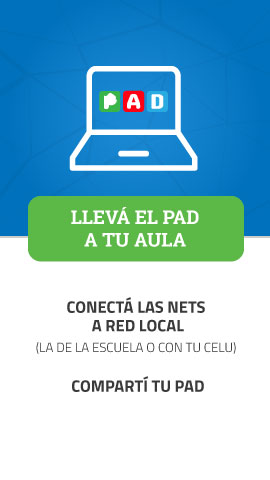 PAD
LLEVÁ EL PAD
A TU AULA
CONECTÁ LAS NETS
A RED LOCAL
(LA DE LA ESCUELA O CON TU CELU)
COMPARTÍ TU PAD